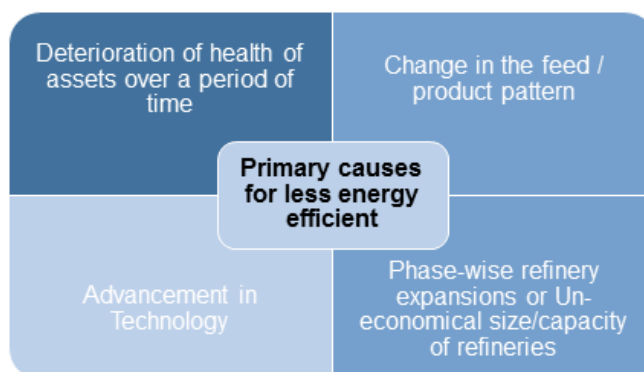 Deterioration of health of
assets over a period of
time
Change in the feed /
product pattern
Primary causes
for less energy
efficient
Advancement in
Technology
Phase-wise refinery
expansions or Un-
economical size/capacity
of refineries